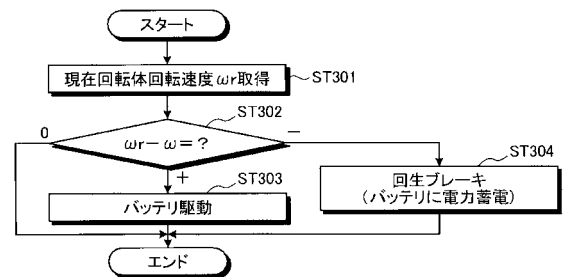 スタート
現在回転体回転速度ωr取得
ST301
ST302
0
ωr－ω＝？
－
＋
ST303
バッテリ駆動
ST304
回生ブレーキ
(バッテリに電力蓄電)
エンド